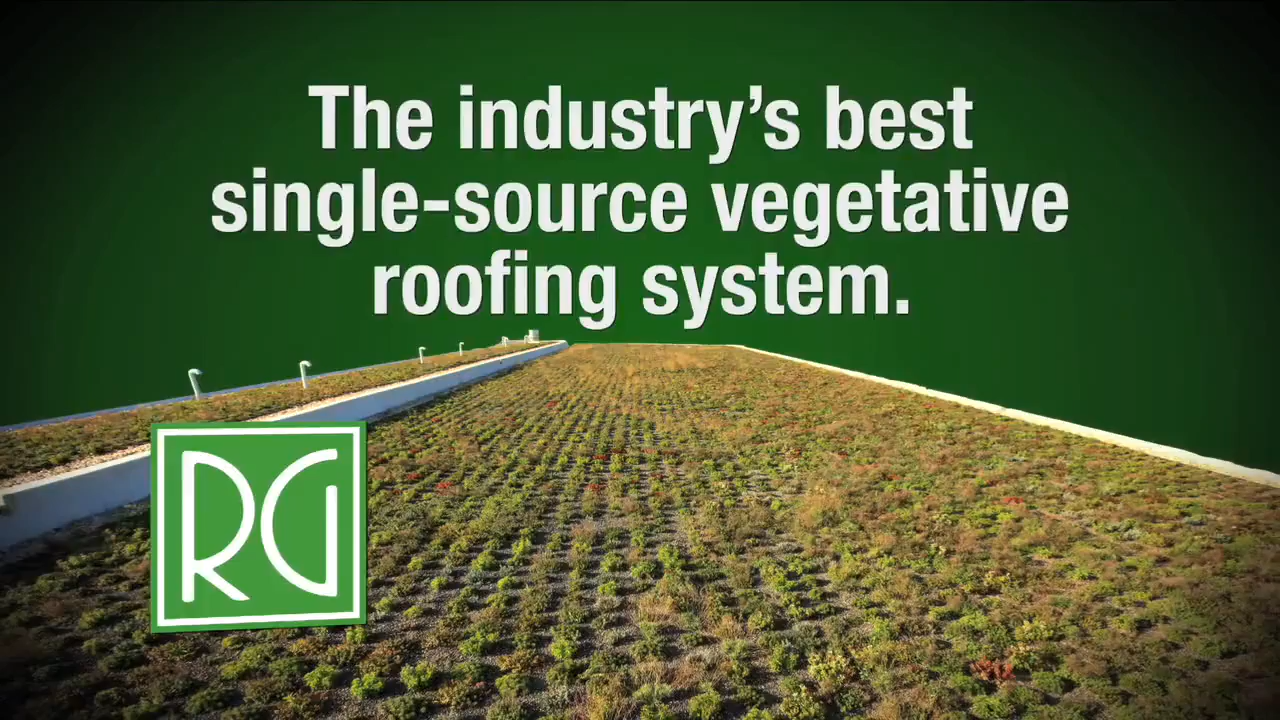 The industry’s best
single-source vegetative
roofing system.
RG